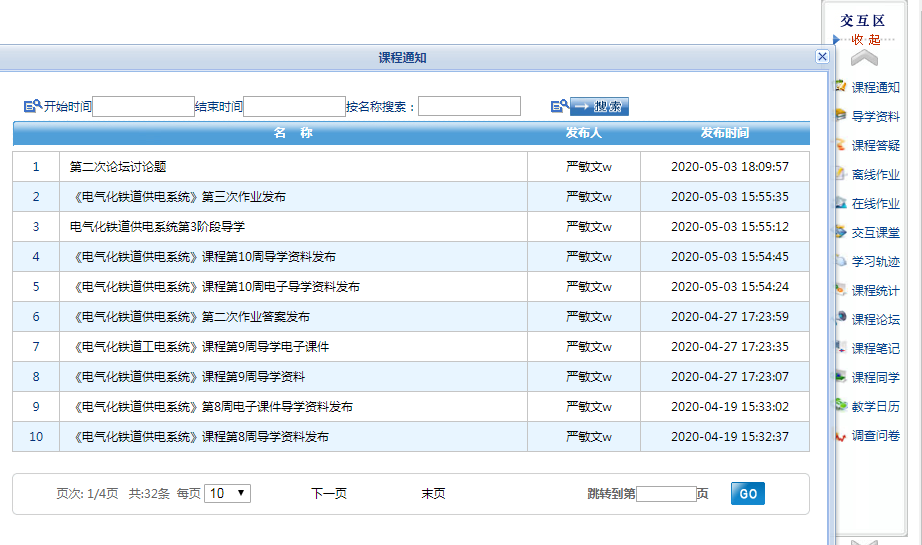 课程通知
开始时间 结束时间 按名称搜索： 搜索
名 称 发布人 发布时间
1 第二次论坛讨论题 严敏文w 2020-05-03 18:09:57
2 《电气化铁道供电系统》第三次作业发布 严敏文w 2020-05-03 15:55:35
3 电气化铁道供电系统第3阶段导学 严敏文w 2020-05-03 15:55:12
4 《电气化铁道供电系统》课程第10周导学资料发布 严敏文w 2020-05-03 15:54:45
5 《电气化铁道供电系统》课程第10周电子导学资料发布 严敏文w 2020-05-03 15:54:24
6 《电气化铁道供电系统》第二次作业答案发布 严敏文w 2020-04-27 17:23:59
7 《电气化铁道工电系统》课程第9周导学电子课件 严敏文w 2020-04-27 17:23:35
8 《电气化铁道供电系统》课程第9周导学资料 严敏文w 2020-04-27 17:23:07
9 《电气化铁道供电系统》第8周电子课件导学资料发布 严敏文w 2020-04-19 15:33:02
10 《电气化铁道供电系统》课程第8周导学资料发布 严敏文w 2020-04-19 15:32:37
页次: 1/4页 共:32条 每页 10 下一页 末页 跳转到第 页 GO
交互区
收 起
课程通知
导学资料
课程答疑
离线作业
在线作业
交互课堂
学习轨迹
课程统计
课程论坛
课程笔记
课程同学
教学日历
调查问卷